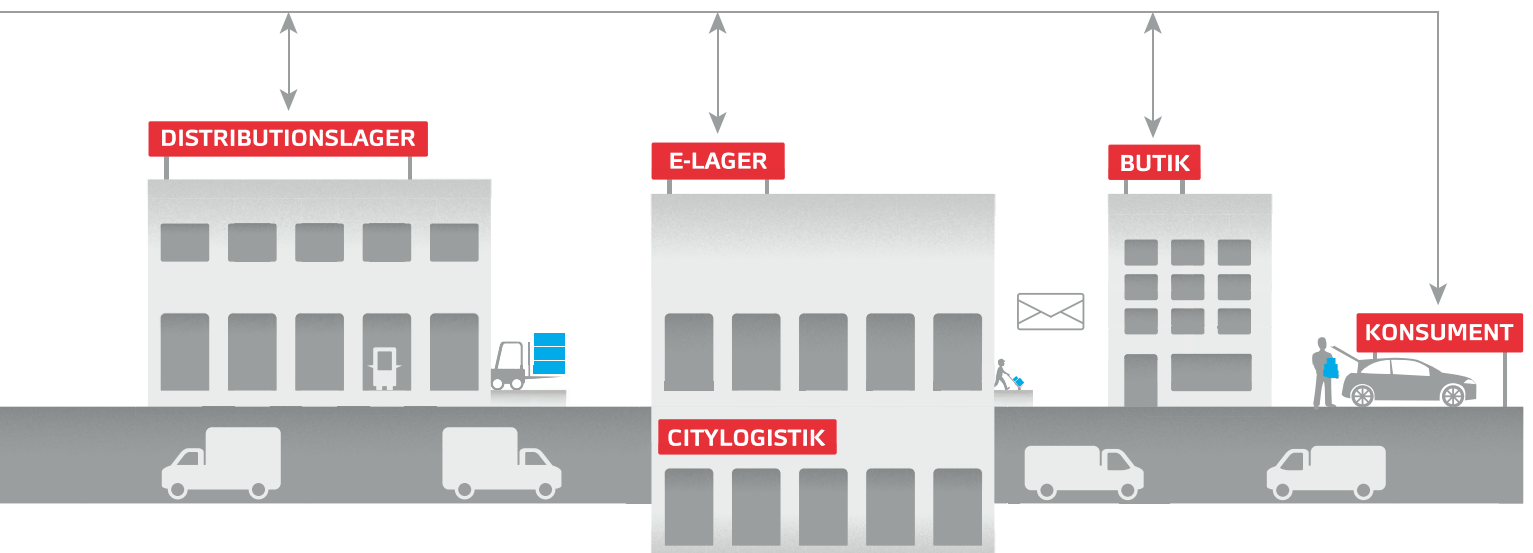 DISTRIBUTIONSLAGER
E-LAGER
BUTIK
KONSUMENT
CITYLOGISTIK